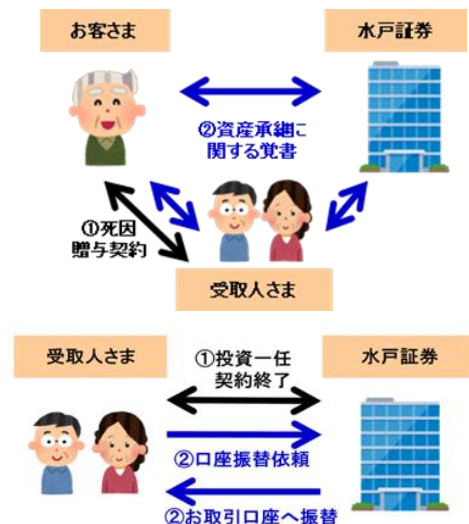 お客さま
水戸証券
②資産承継に
関する覚書
①死因
贈与契約
受取人さま
受取人さま
①投資一任
契約終了
水戸証券
②口座振替依頼
②お取引口座へ振替